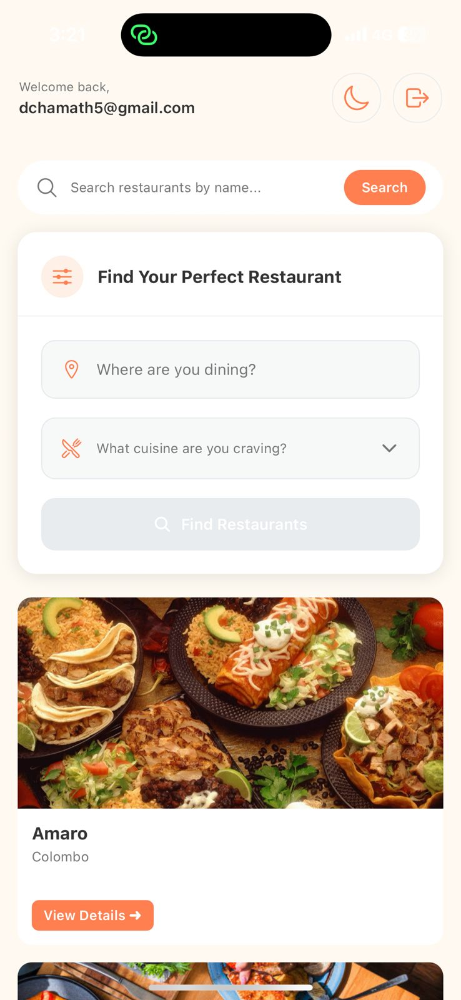 3:21
4G
Welcome back,
dchamath5@gmail.com
Search restaurants by name...
Search
Find Your Perfect Restaurant
Where are you dining?
What cuisine are you craving?
Find Restaurants
Amaro
Colombo
View Details ➜